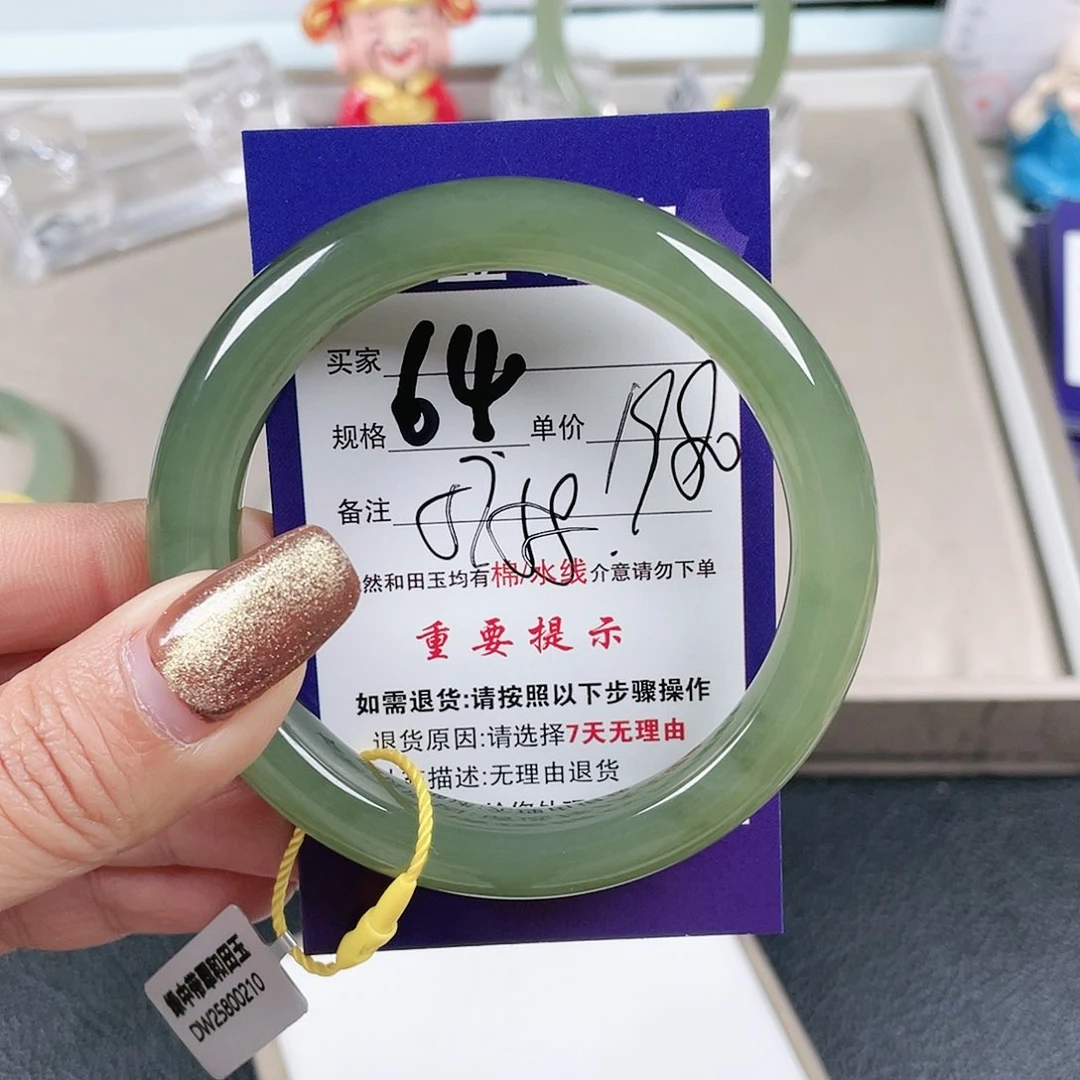 买家 64
规格 单价 1980
备注
然和田玉均有棉/水线介意请勿下单
重要提示
如需退货:请按照以下步骤操作
退货原因:请选择7天无理由
描述:无理由退货
和田玉
DW25800210